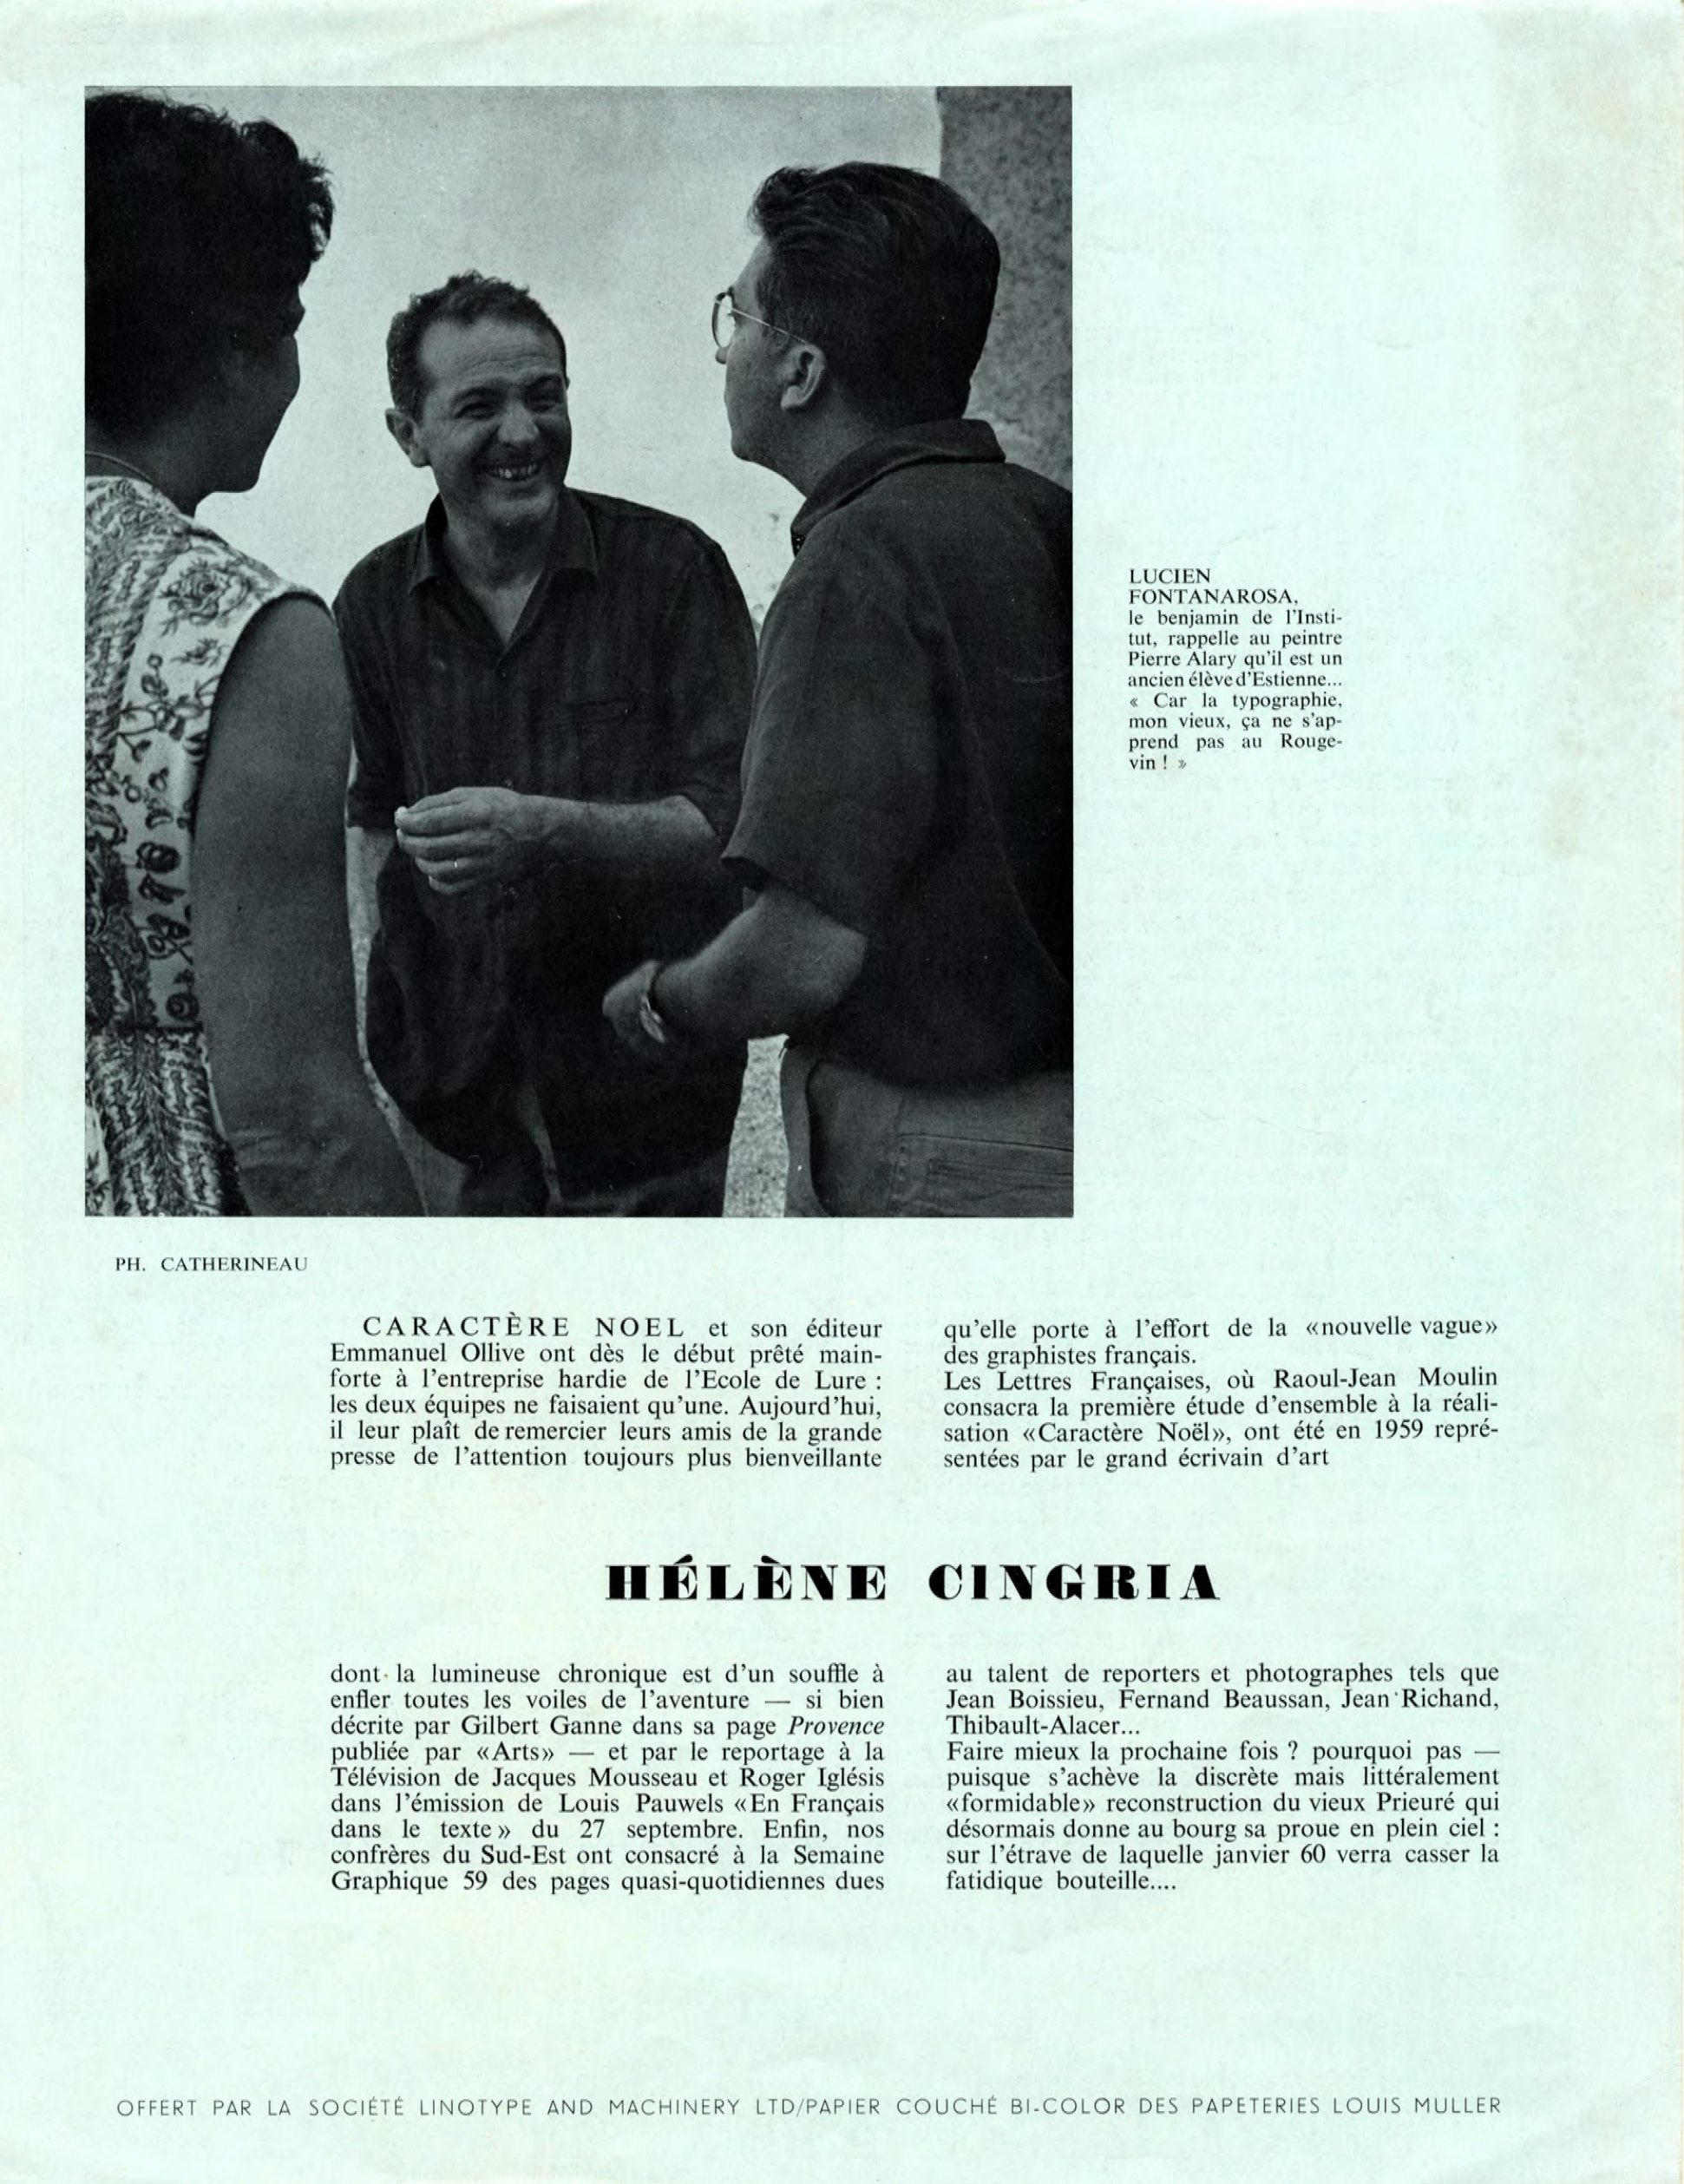 LUCIEN
FONTANAROSA,
le benjamin de l'Insti-
tut, rappelle au peintre
Pierre Alary qu'il est un
ancien élève d'Estienne...
« Car la typographie,
mon vieux, ça ne s'ap-
prend pas au Rouge-
vin ! »
PH. CATHERINEAU
CARACTÈRE NOEL et son éditeur
Emmanuel Ollive ont dès le début prêté main-
forte à l'entreprise hardie de l'Ecole de Lure :
les deux équipes ne faisaient qu'une. Aujourd'hui,
il leur plaît de remercier leurs amis de la grande
presse de l'attention toujours plus bienveillante
qu'elle porte à l'effort de la «nouvelle vague»
des graphistes français.
Les Lettres Françaises, où Raoul-Jean Moulin
consacra la première étude d'ensemble à la réali-
sation «Caractère Noël», ont été en 1959 repré-
sentées par le grand écrivain d'art
HÉLÈNE CINGRIA
dont la lumineuse chronique est d'un souffle à
enfler toutes les voiles de l'aventure — si bien
décrite par Gilbert Ganne dans sa page Provence
publiée par «Arts» — et par le reportage à la
Télévision de Jacques Mousseau et Roger Iglésis
dans l'émission de Louis Pauwels «En Français
dans le texte» du 27 septembre. Enfin, nos
confrères du Sud-Est ont consacré à la Semaine
Graphique 59 des pages quasi-quotidiennes dues
au talent de reporters et photographes tels que
Jean Boissieu, Fernand Beaussan, Jean Richand,
Thibault-Alacer...
Faire mieux la prochaine fois ? pourquoi pas —
puisque s'achève la discrète mais littéralement
«formidable» reconstruction du vieux Prieuré qui
désormais donne au bourg sa proue en plein ciel :
sur l'étrave de laquelle janvier 60 verra casser la
fatidique bouteille....
OFFERT PAR LA SOCIÉTÉ LINOTYPE AND MACHINERY LTD/PAPIER COUCHÉ BI-COLOR DES PAPETERIES LOUIS MULLER